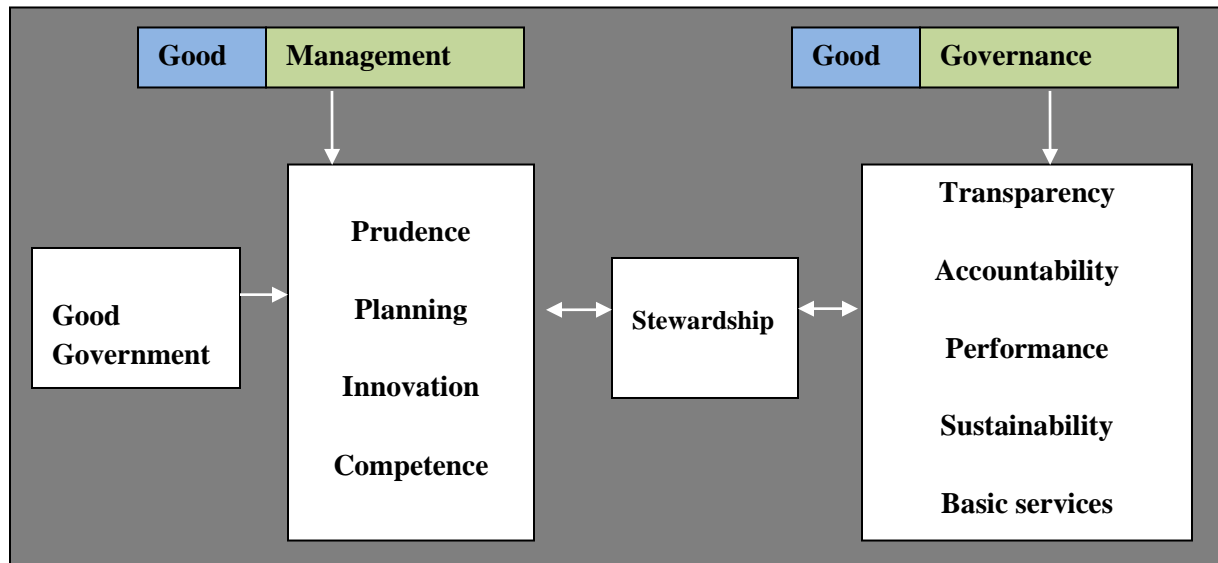 Good Management
Good Governance
Good
Government
Prudence
Planning
Innovation
Competence
Stewardship
Transparency
Accountability
Performance
Sustainability
Basic services